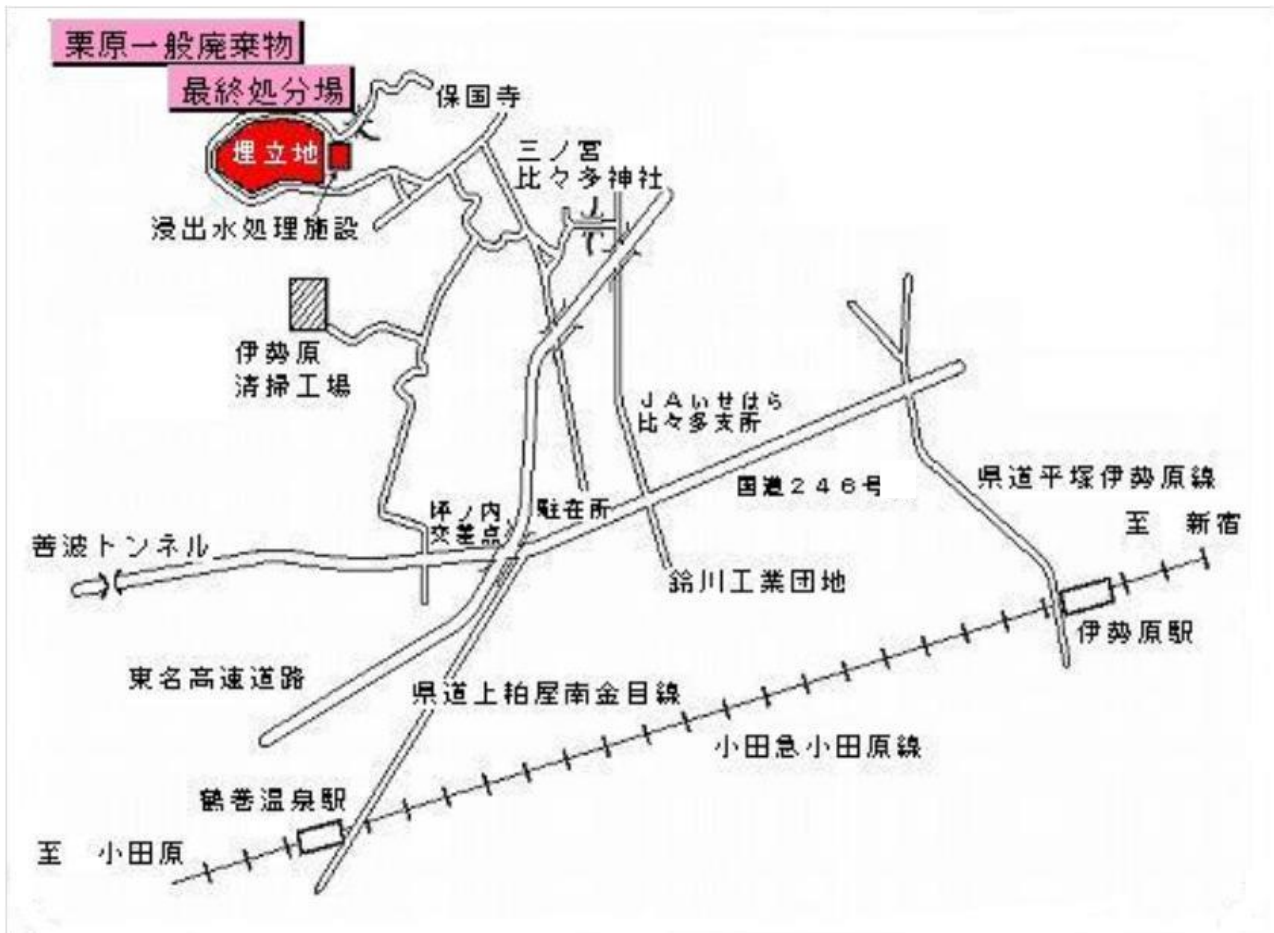 栗原一般廃棄物
最終処分場
保国寺
埋立地
三ノ宮
比々多神社
浸出水処理施設
伊勢原
清掃工場
JAいせはら
比々多支所
国道246号
県道平塚伊勢原線
坪ノ内
交差点
駐在所
至 新宿
善波トンネル
鈴川工業団地
伊勢原駅
東名高速道路
県道上粕屋南金目線
小田急小田原線
鶴巻温泉駅
至 小田原